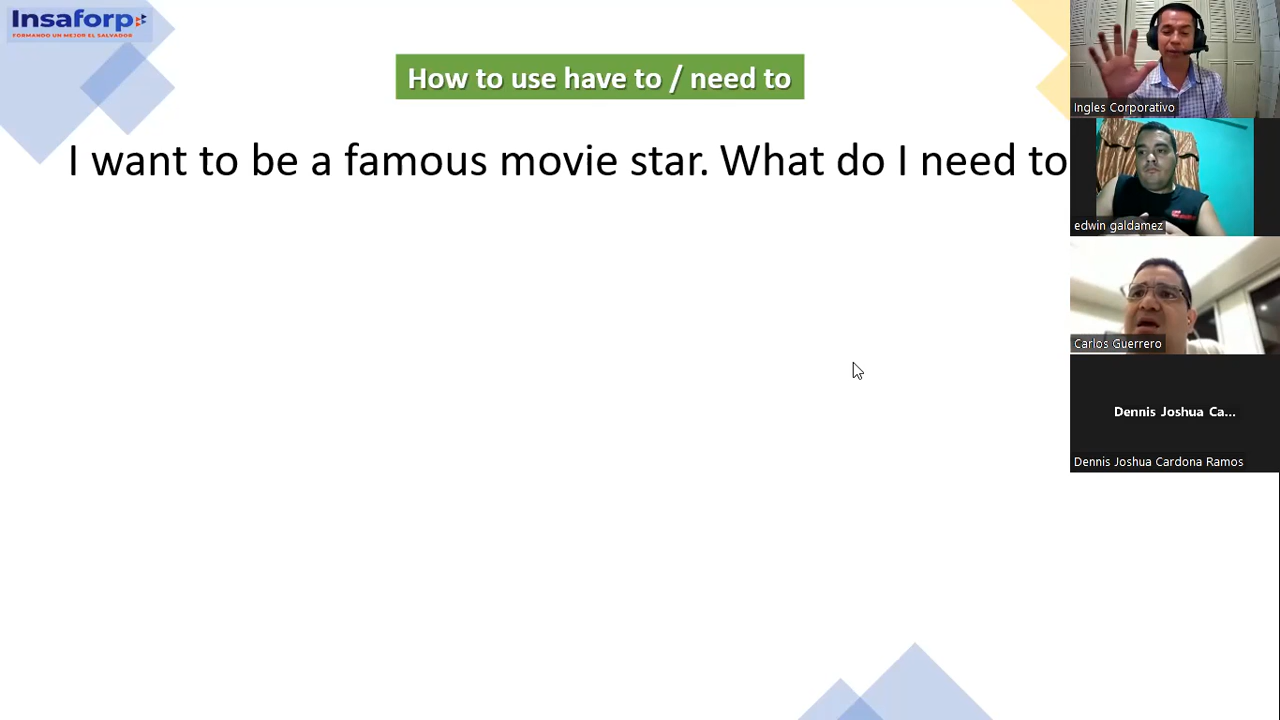 Insaforp
FORMANDO UN MEJOR EL SALVADOR
How to use have to / need to
I want to be a famous movie star. What do I need to
Ingles Corporativo
edwin galdamez
Carlos Guerrero
Dennis Joshua Ca...
Dennis Joshua Cardona Ramos